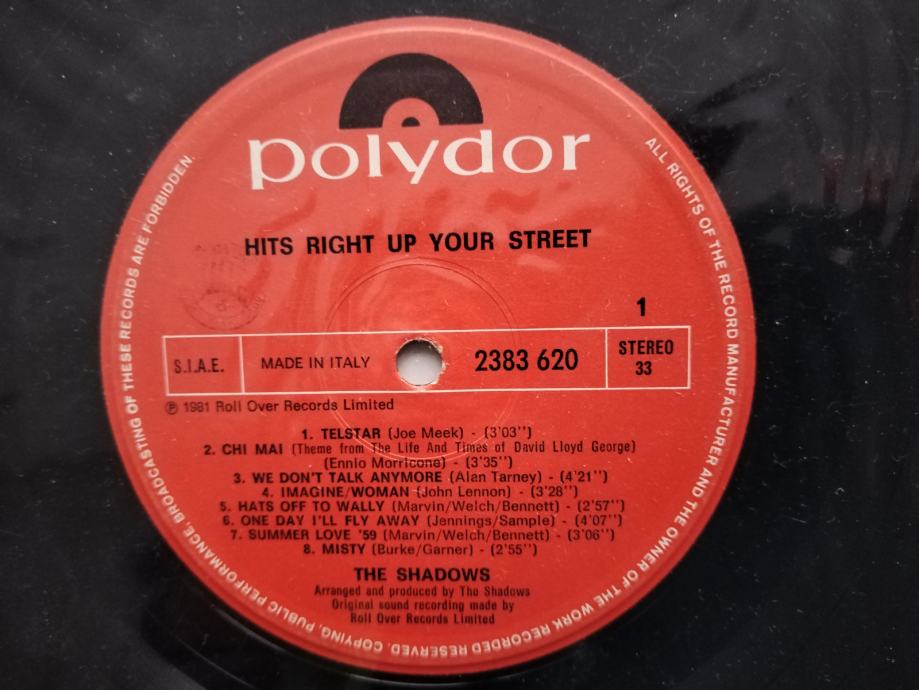 polydor
HITS RIGHT UP YOUR STREET
1
S.I.A.E.
MADE IN ITALY
2383 620
STEREO
33
℗ 1981 Roll Over Records Limited
1. TELSTAR (Joe Meek) - (3'03'')
2. CHI MAI (Theme from The Life And Times of David Lloyd George)
(Ennio Morricone) - (3'35'')
3. WE DON'T TALK ANYMORE (Alan Tarney) - (4'21'')
4. IMAGINE/WOMAN (John Lennon) - (3'28'')
5. HATS OFF TO WALLY (Marvin/Welch/Bennett) - (2'57'')
6. ONE DAY I'LL FLY AWAY (Jennings/Sample) - (4'07'')
7. SUMMER LOVE '59 (Marvin/Welch/Bennett) - (3'06'')
8. MISTY (Burke/Garner) - (2'55'')
THE SHADOWS
Arranged and produced by The Shadows
Original sound recording made by
Roll Over Records Limited
ALL RIGHTS OF THE RECORD MANUFACTURER AND THE OWNER OF THE WORK RECORDED RESERVED. COPYING, PUBLIC PERFORMANCE, BROADCASTING OF THESE RECORDS ARE FORBIDDEN.